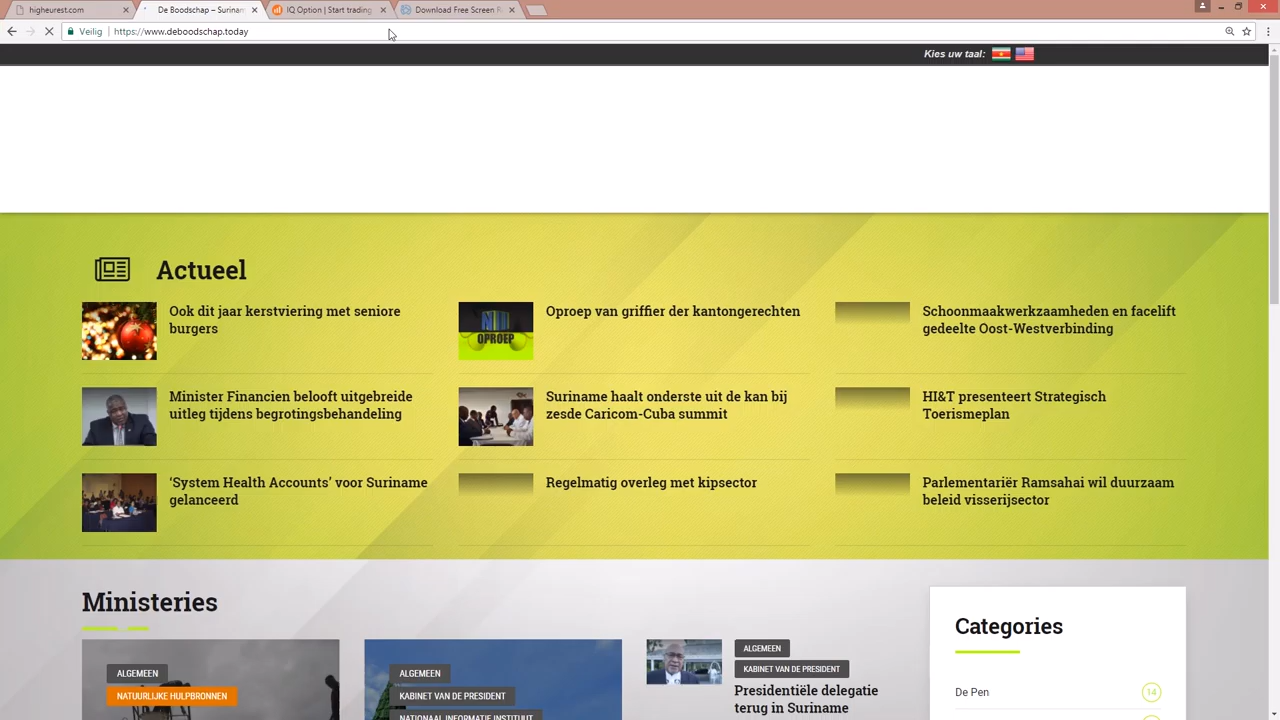 higheurest.com
De Boodschap – Surinam
IQ Option | Start trading
Download Free Screen R
Veilig
https://www.deboodschap.today
Kies uw taal:
Actueel
Ook dit jaar kerstviering met seniore
burgers
Oproep van griffier der kantongerechten
Schoonmaakwerkzaamheden en facelift
gedeelte Oost-Westverbinding
OPROEP
Minister Financien belooft uitgebreide
uitleg tijdens begrotingsbehandeling
Suriname haalt onderste uit de kan bij
zesde Caricom-Cuba summit
HI&T presenteert Strategisch
Toerismeplan
‘System Health Accounts’ voor Suriname
gelanceerd
Regelmatig overleg met kipsector
Parlementariër Ramsahai wil duurzaam
beleid visserijsector
Ministeries
ALGEMEEN
NATUURLIJKE HULPBRONNEN
ALGEMEEN
KABINET VAN DE PRESIDENT
NATIONAAL INFORMATIE INSTITUUT
ALGEMEEN
KABINET VAN DE PRESIDENT
Presidentiële delegatie
terug in Suriname
Categories
De Pen
14